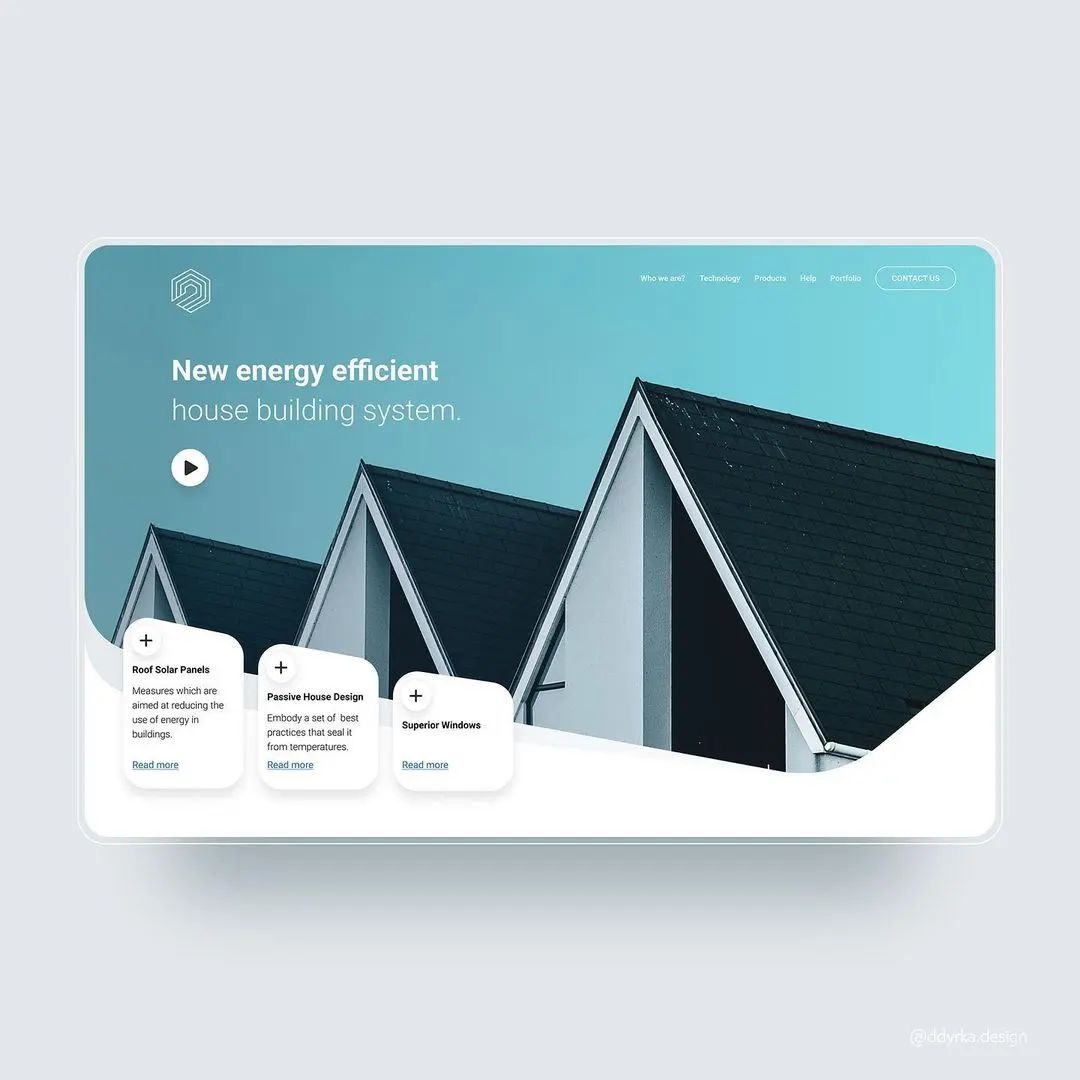 Who we are? Technology Products Help Portfolio CONTACT US
New energy efficient
house building system.
Roof Solar Panels
Measures which are
aimed at reducing the
use of energy in
buildings.
Read more
Passive House Design
Embody a set of best
practices that seal it
from temperatures.
Read more
Superior Windows
Read more
@ddyrka.design